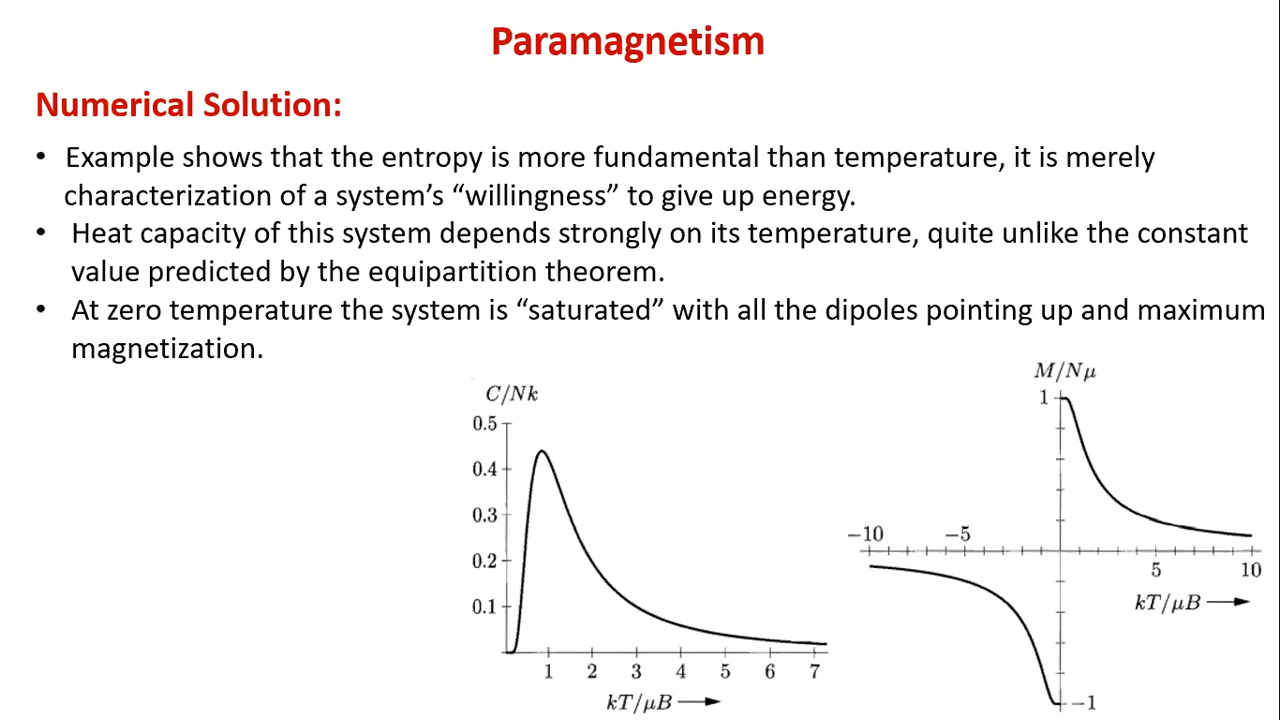 Paramagnetism
Numerical Solution:
• Example shows that the entropy is more fundamental than temperature, it is merely
characterization of a system’s “willingness” to give up energy.
• Heat capacity of this system depends strongly on its temperature, quite unlike the constant
value predicted by the equipartition theorem.
• At zero temperature the system is “saturated” with all the dipoles pointing up and maximum
magnetization.
C/Nk
0.5
0.4
0.3
0.2
0.1
1 2 3 4 5 6 7
kT/μB
M/Nμ
1
−10 −5
5 10
kT/μB
−1